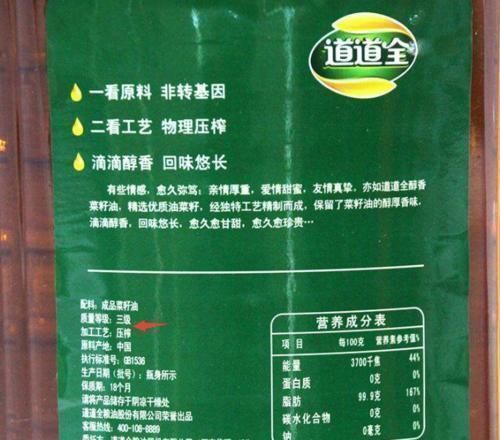 道道全
一看原料 非转基因
二看工艺 物理压榨
滴滴醇香 回味悠长
有些情感，愈久弥笃：亲情厚重，爱情甜蜜，友情真挚，亦如道道全醇香
菜籽油，精选优质油菜籽，经独特工艺精制而成，保留了菜籽油的醇厚香味，
滴滴醇香，回味悠长，愈久愈甘甜，愈久愈珍贵…
配料：成品菜籽油
质量等级：三级
加工工艺：压榨
原料产地：中国
执行标准号：GB1536
生产日期（批号）：瓶身所示
保质期：18个月
请将产品储存于阴凉干燥处
道道全粮油股份有限公司荣誉出品
客服热线：400-108-8889
营养成分表
项目 每100克 营养素参考值%
能量 3700千焦 44%
蛋白质 0克 0%
脂肪 99.9克 167%
碳水化合物 0克 0%
钠 0毫克 0%